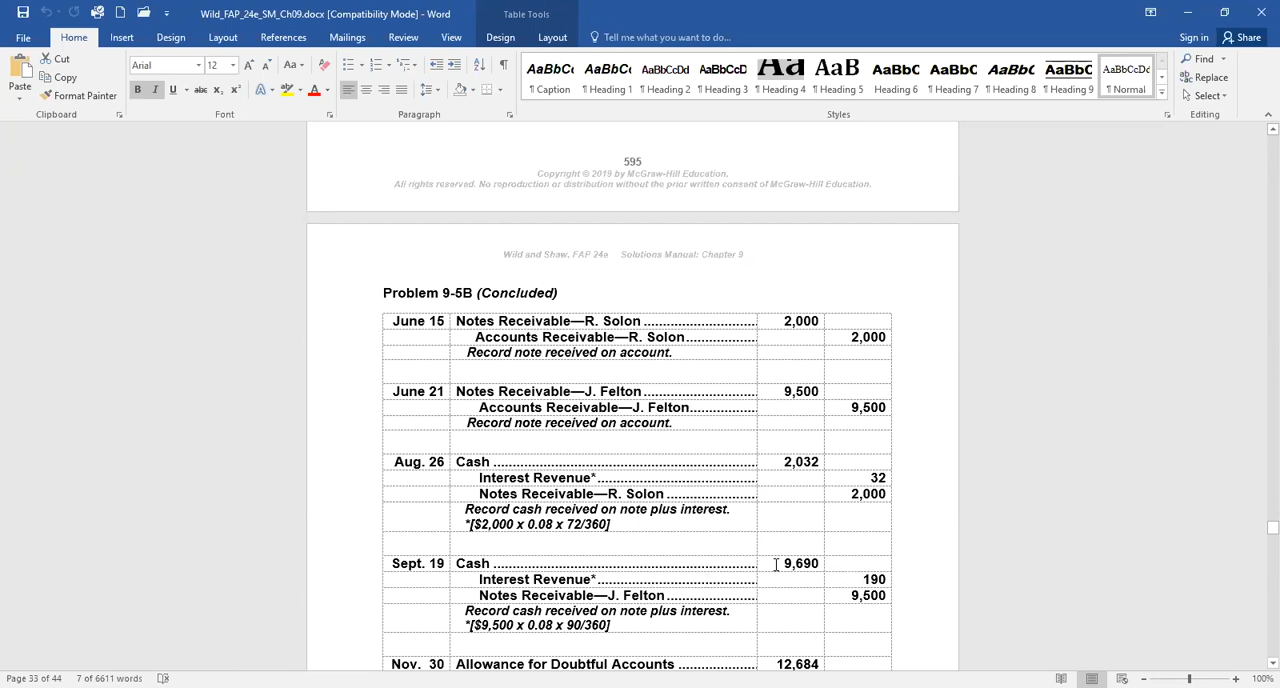 Wild_FAP_24e_SM_Ch09.docx [Compatibility Mode] - Word
Table Tools
File Home Insert Design Layout References Mailings Review View Design Layout Tell me what you want to do... Sign in Share
Paste
Cut
Copy
Format Painter
Clipboard
Arial 12
Font
Paragraph
AaBbCc AaBbCc AaBbCcDd AaBbCcD AaB AaBbC AaBbC AaBbC AaBbC AaBbCcDd
¶ Caption ¶ Heading 1 ¶ Heading 2 ¶ Heading 3 ¶ Heading 4 ¶ Heading 5 Heading 6 ¶ Heading 7 ¶ Heading 8 ¶ Heading 9 ¶ Normal
Styles
Find
Replace
Select
Editing
595
Copyright © 2019 by McGraw-Hill Education.
All rights reserved. No reproduction or distribution without the prior written consent of McGraw-Hill Education.
Wild and Shaw, FAP 24e Solutions Manual: Chapter 9
Problem 9-5B (Concluded)
June 15 Notes Receivable—R. Solon 2,000
Accounts Receivable—R. Solon 2,000
Record note received on account.
June 21 Notes Receivable—J. Felton 9,500
Accounts Receivable—J. Felton 9,500
Record note received on account.
Aug. 26 Cash 2,032
Interest Revenue* 32
Notes Receivable—R. Solon 2,000
Record cash received on note plus interest.
*[$2,000 x 0.08 x 72/360]
Sept. 19 Cash 9,690
Interest Revenue* 190
Notes Receivable—J. Felton 9,500
Record cash received on note plus interest.
*[$9,500 x 0.08 x 90/360]
Nov. 30 Allowance for Doubtful Accounts 12,684
Page 33 of 44 7 of 6611 words 100%